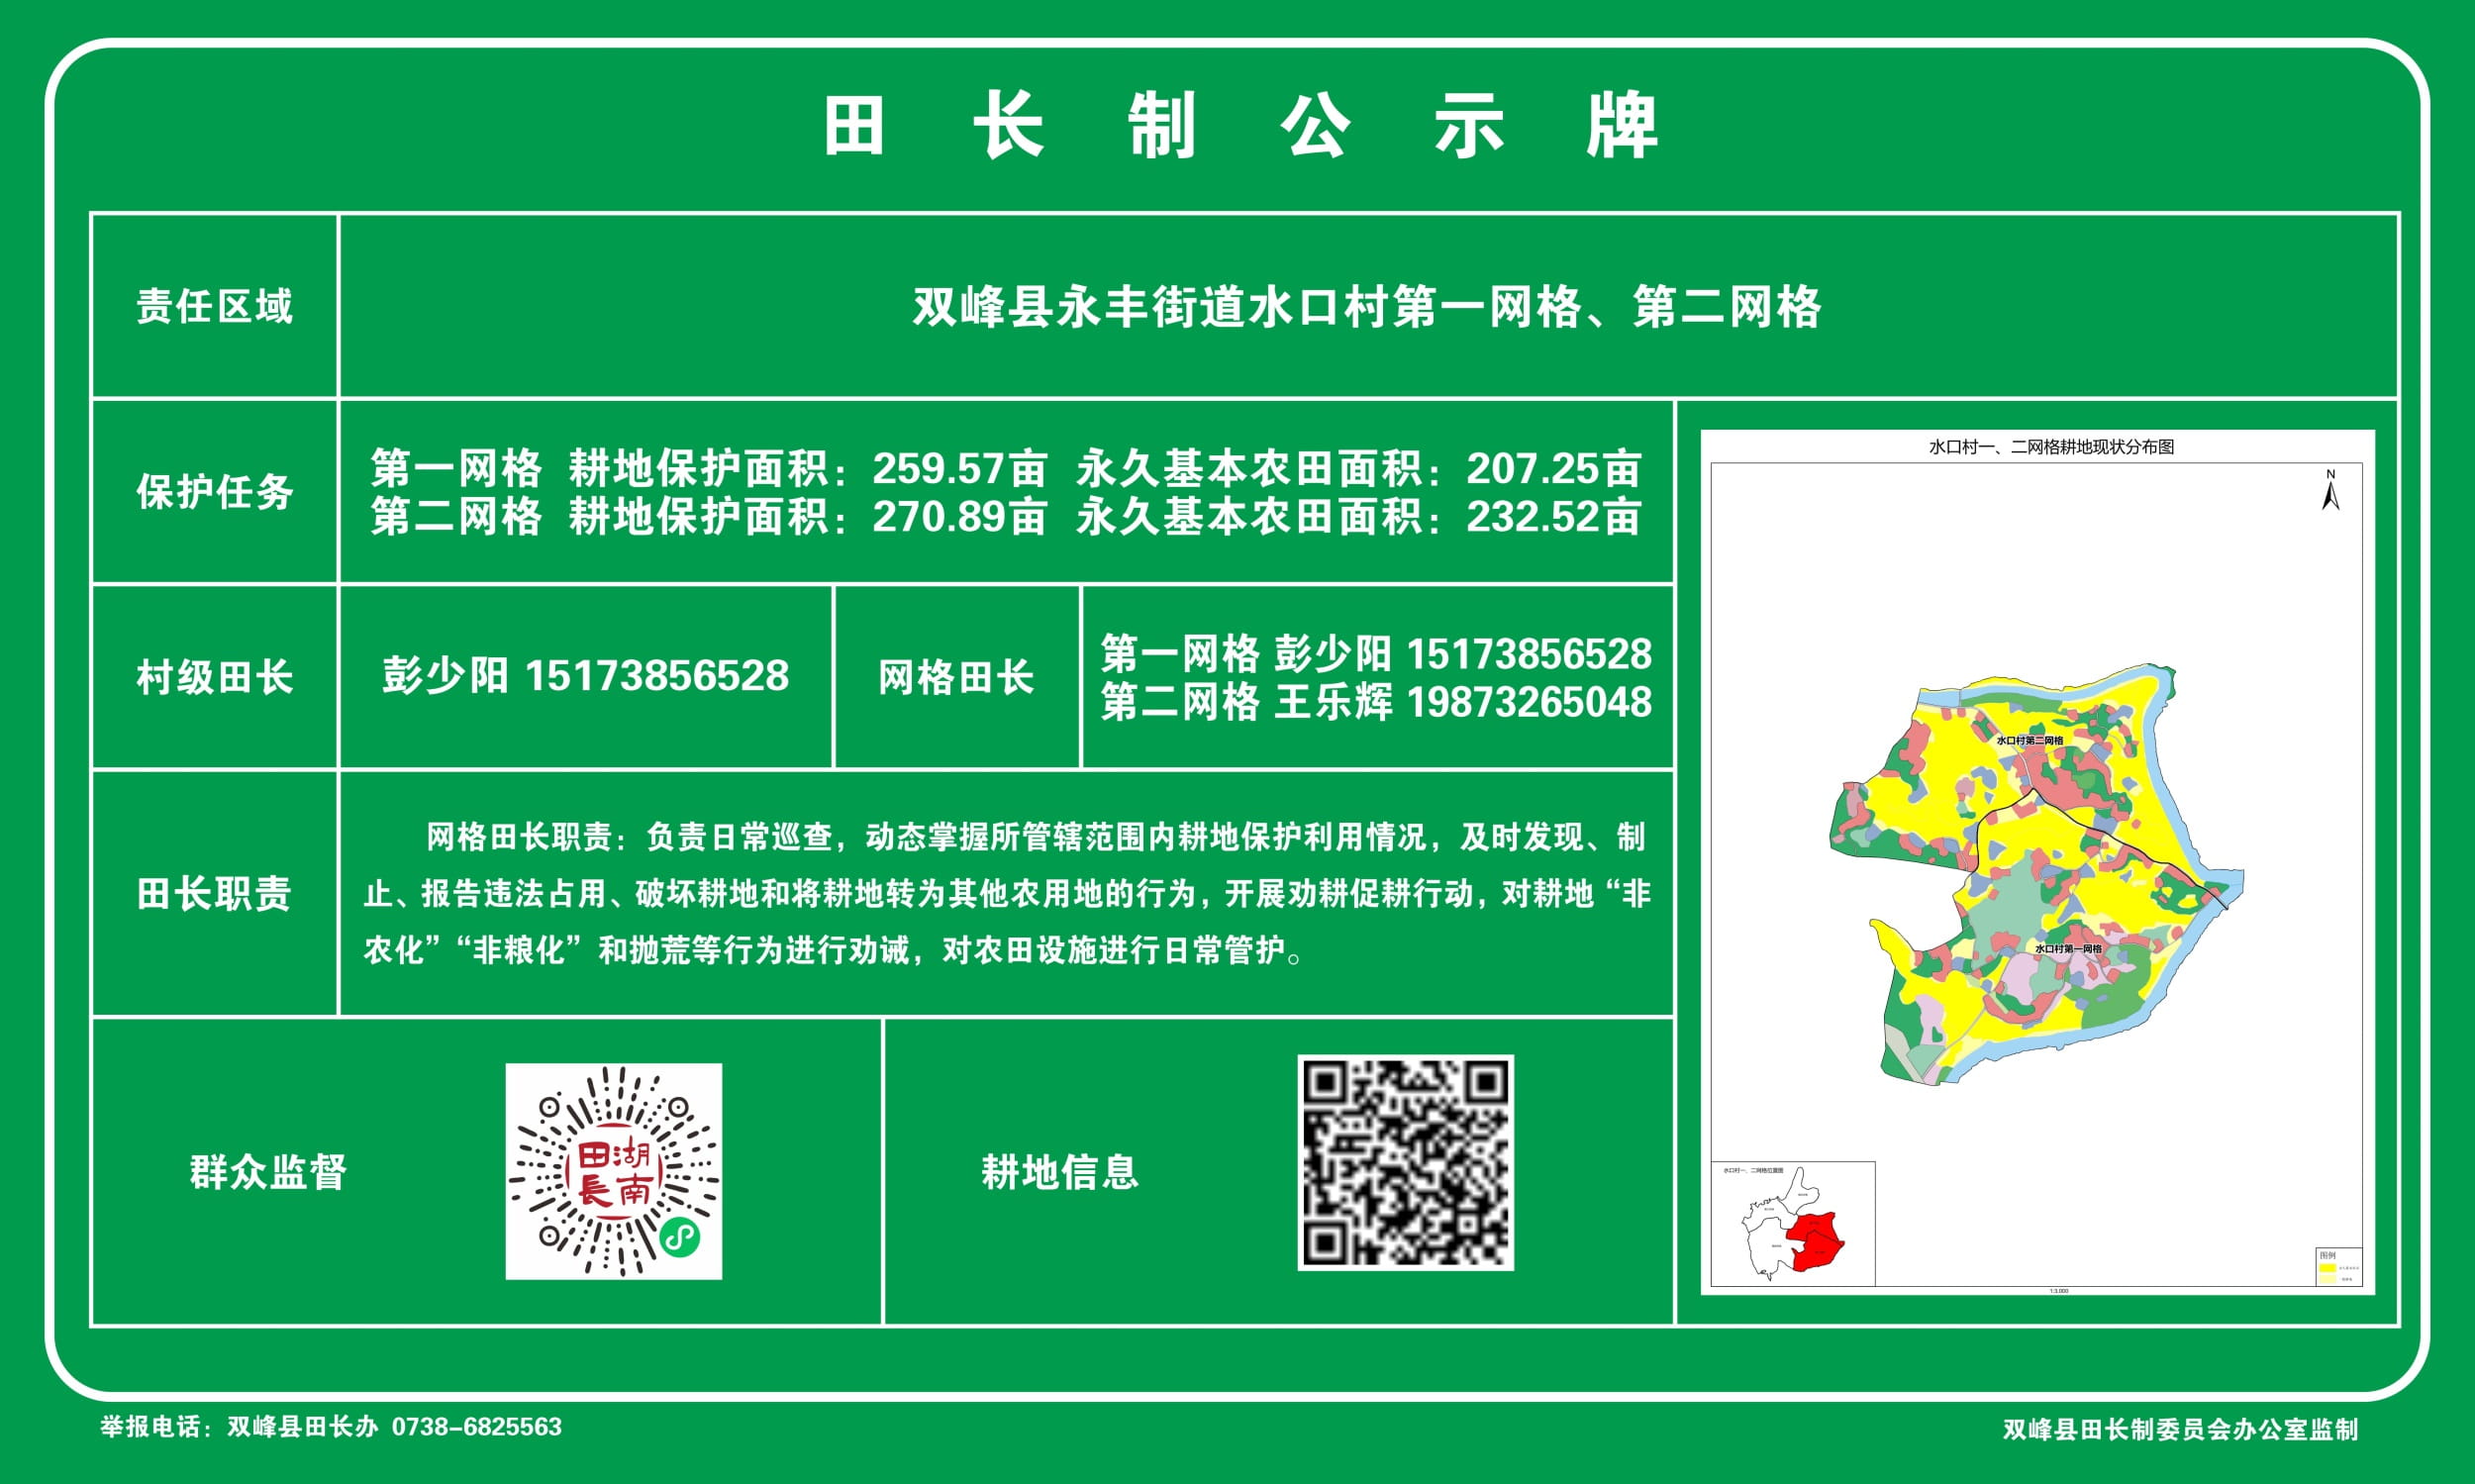 田长制公示牌
责任区域
双峰县永丰街道水口村第一网格、第二网格
保护任务
第一网格 耕地保护面积：259.57亩 永久基本农田面积：207.25亩
第二网格 耕地保护面积：270.89亩 永久基本农田面积：232.52亩
村级田长
彭少阳 15173856528
网格田长
第一网格 彭少阳 15173856528
第二网格 王乐辉 19873265048
田长职责
网格田长职责：负责日常巡查，动态掌握所管辖范围内耕地保护利用情况，及时发现、制
止、报告违法占用、破坏耕地和将耕地转为其他农用地的行为，开展劝耕促耕行动，对耕地“非
农化”“非粮化”和抛荒等行为进行劝诫，对农田设施进行日常管护。
群众监督
湖南
田長
耕地信息
水口村一、二网格耕地现状分布图
N
水口村第二网格
水口村第一网格
水口村一、二网格位置图
图例
1:3,000
举报电话：双峰县田长办 0738-6825563
双峰县田长制委员会办公室监制